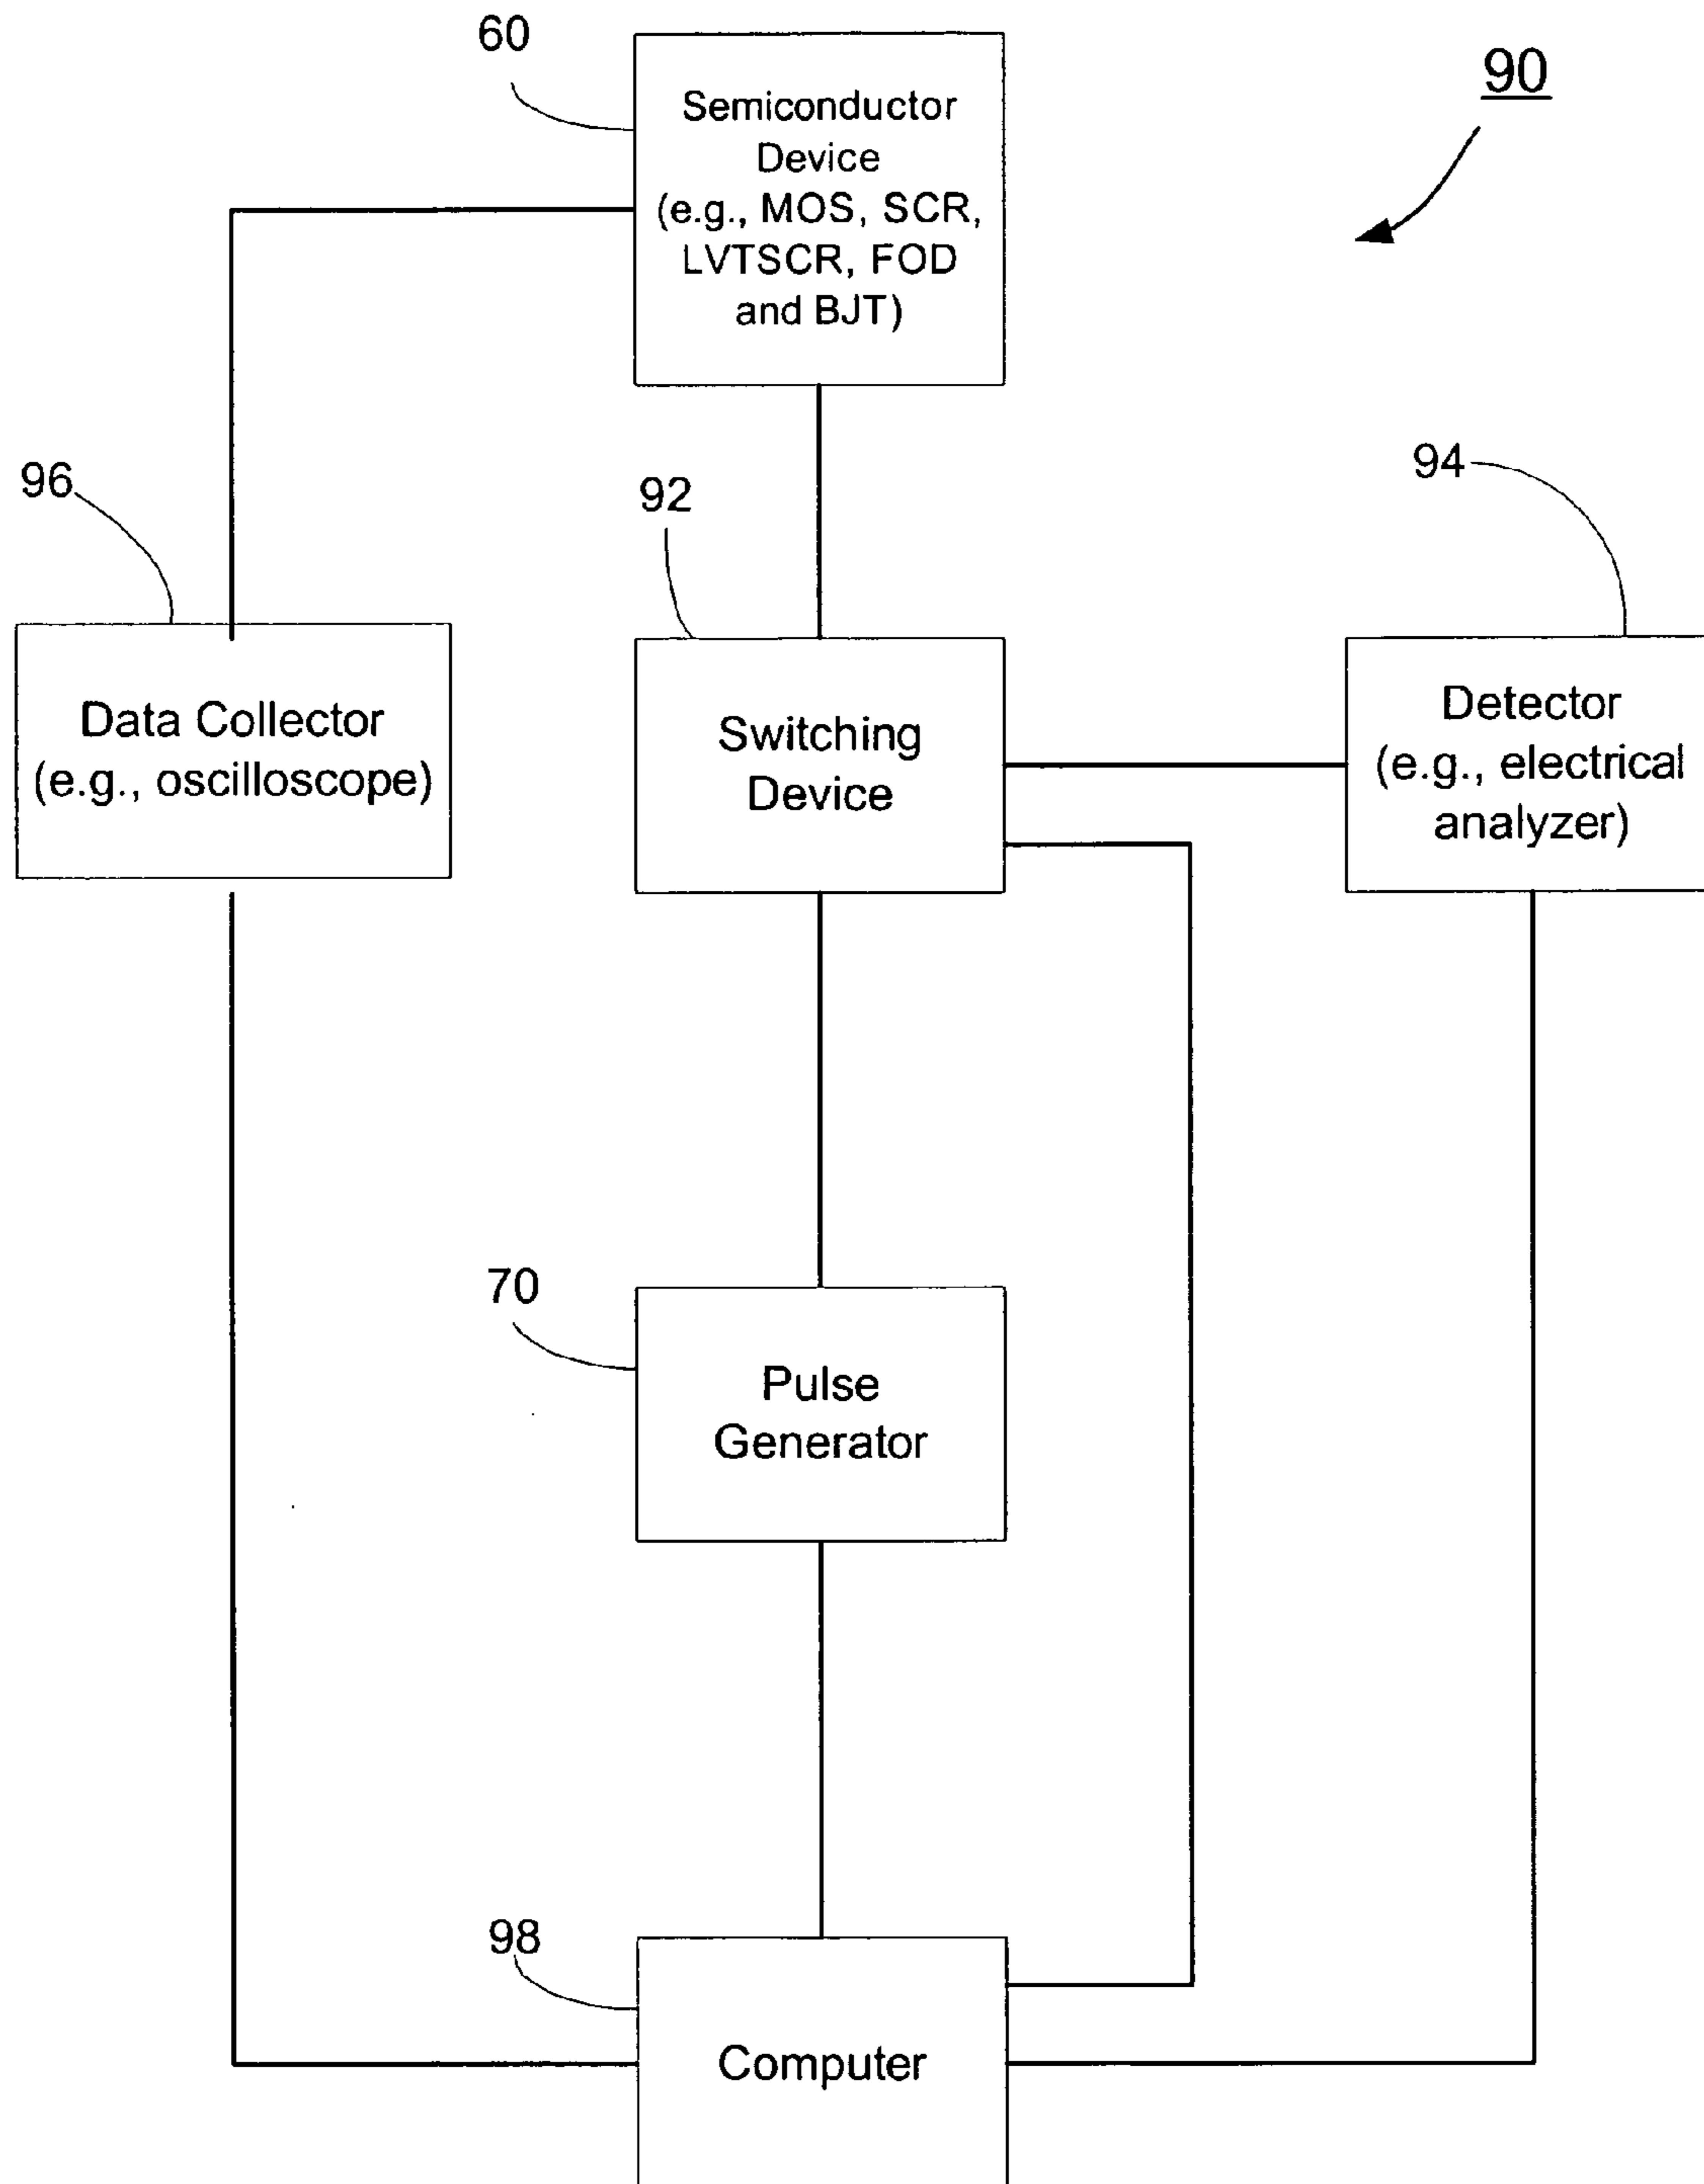 60
90
Semiconductor
Device
(e.g., MOS, SCR,
LVTSCR, FOD
and BJT)
96
92
94
Data Collector
(e.g., oscilloscope)
Switching
Device
Detector
(e.g., electrical
analyzer)
70
Pulse
Generator
98
Computer